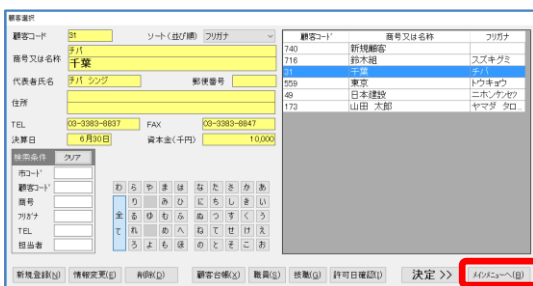 顧客選択
顧客コード 31 ソート(並び順) フリガナ
商号又は名称 チバ
千葉
代表者氏名 チバ シンジ 郵便番号
住所
TEL 03-3383-8837 FAX 03-3383-8847
決算日 6月30日 資本金(千円) 10,000
検索条件 クリア
市コード
顧客コード
商号
フリガナ
TEL
担当者
わ ら や ま は な た さ か あ
り み ひ に ち し き い
全て る ゆ む ふ ぬ つ す く う
れ め へ ね て せ け え
ろ よ も ほ の と そ こ お
顧客コード 商号又は名称 フリガナ
740 新規顧客
716 鈴木組 スズキグミ
31 千葉 チバ
559 東京 トウキョウ
49 日本建設 ニホンケンセツ
173 山田 太郎 ヤマダ タロ
新規登録(N) 情報変更(E) 削除(D) 顧客台帳(X) 職員(S) 技職(G) 許可日確認(I) 決定 >> メインメニューへ(B)